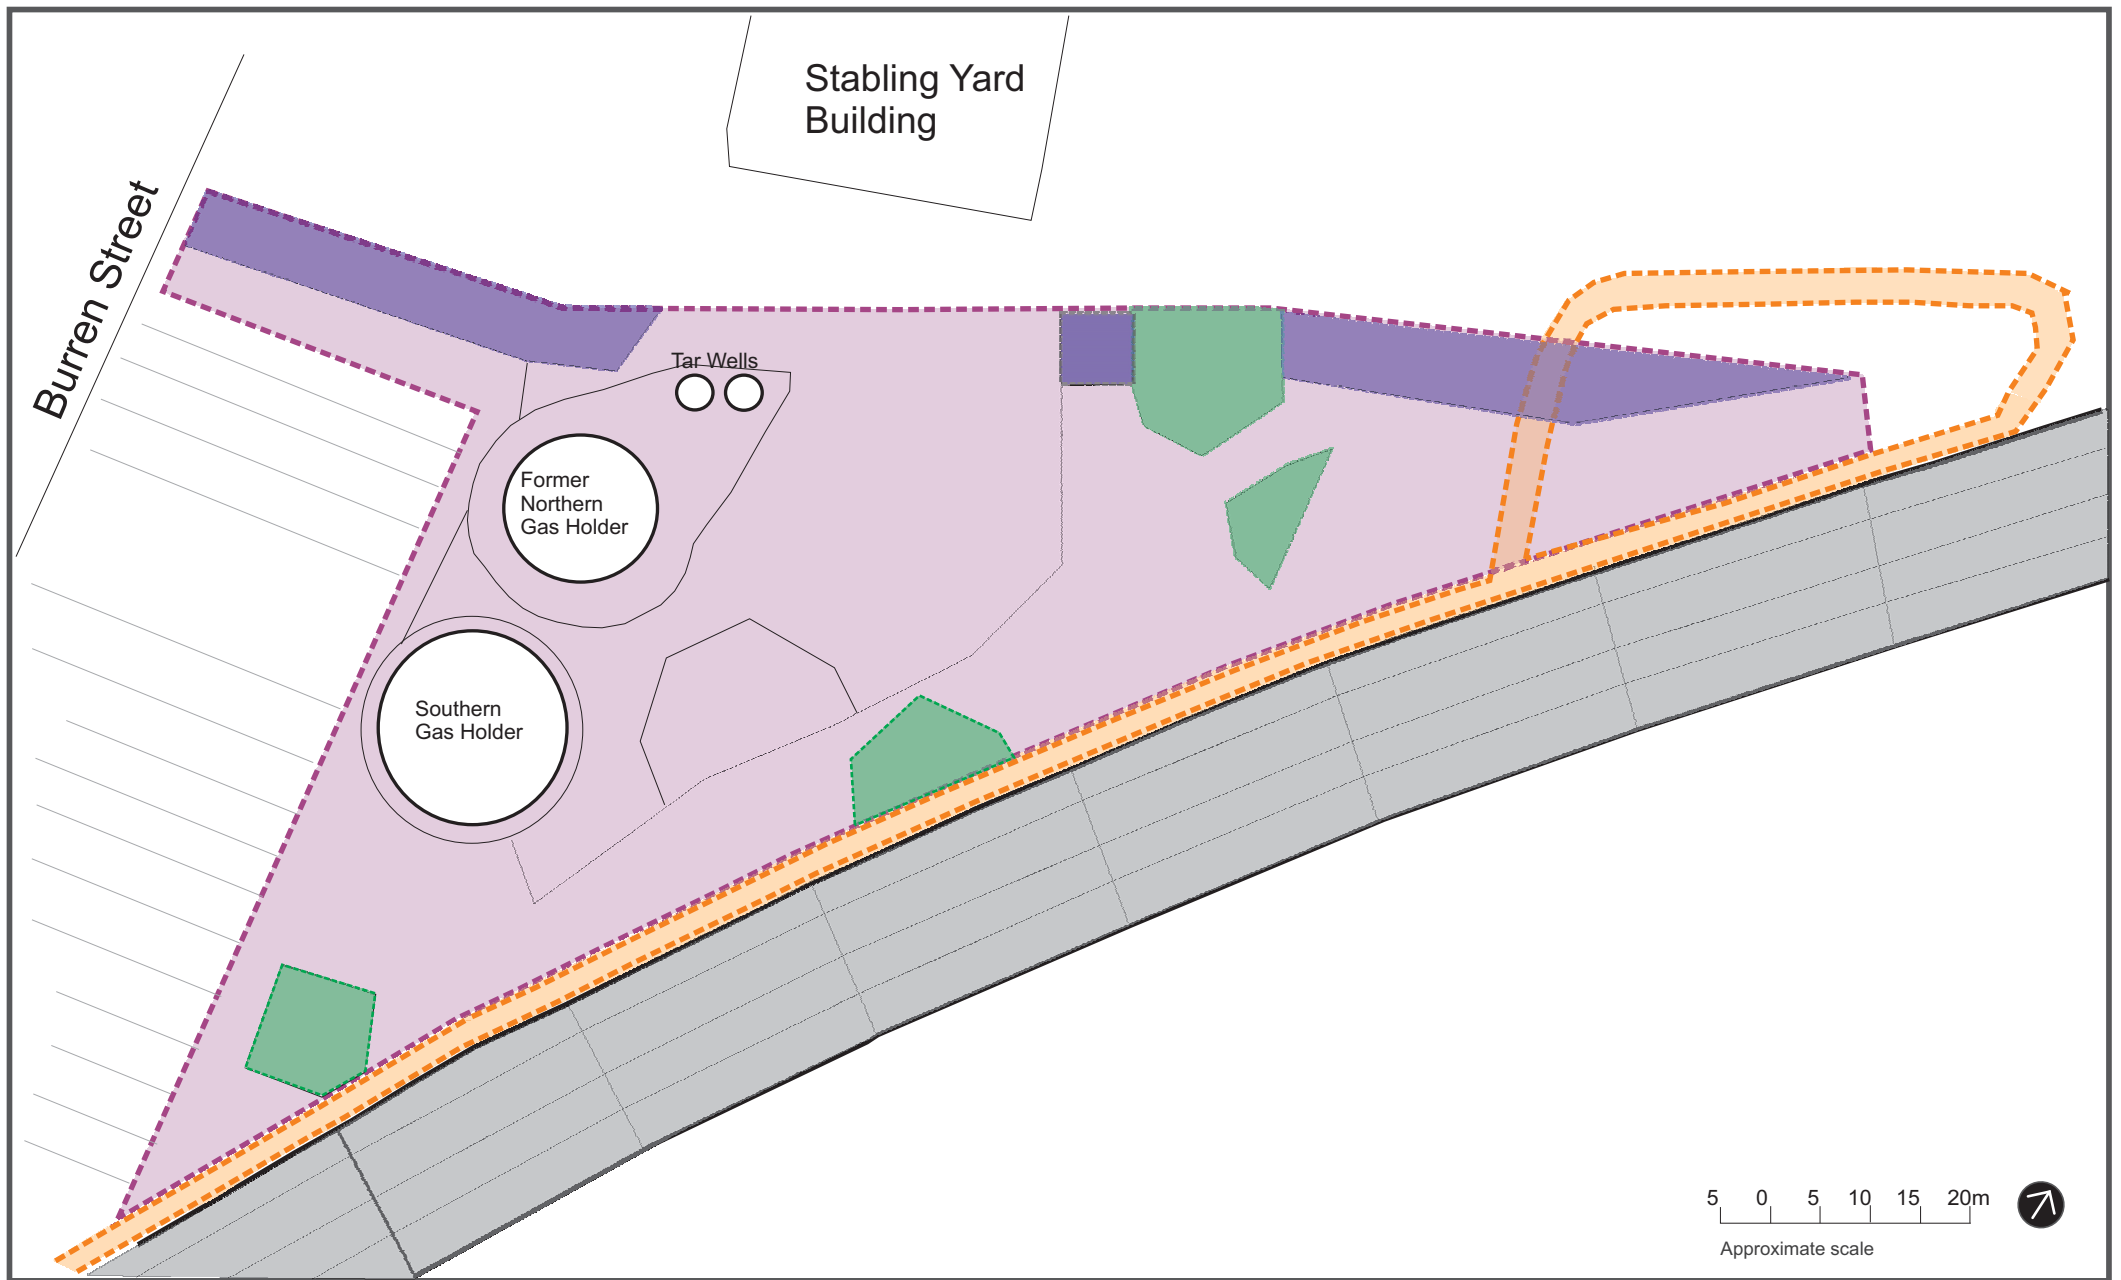 Stabling Yard
Building
Burren Street
Tar Wells
Former
Northern
Gas Holder
Southern
Gas Holder
5 0 5 10 15 20m
Approximate scale